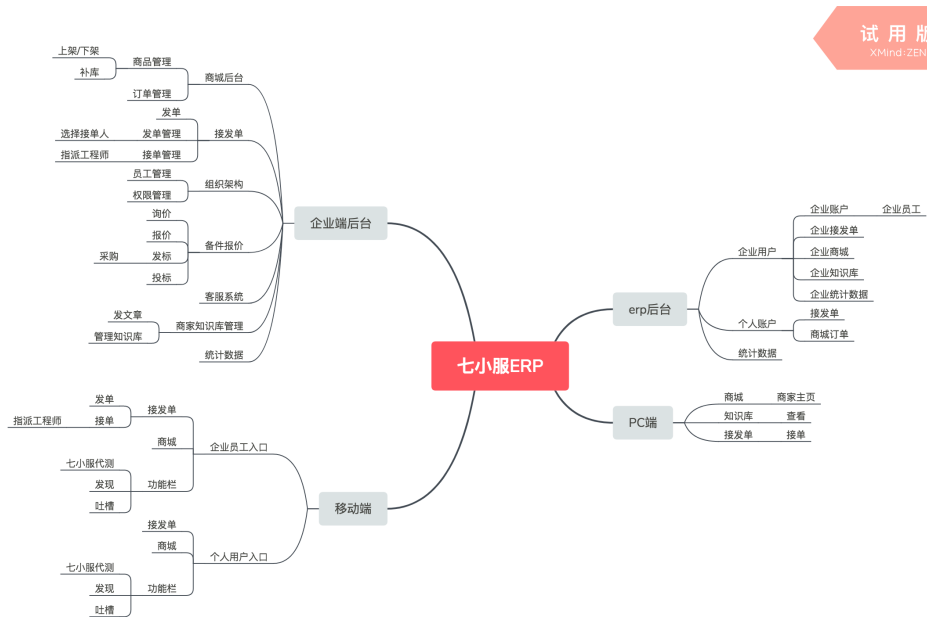 试 用 版
XMind:ZEN
七小服ERP
企业端后台
商城后台
商品管理
上架/下架
补库
订单管理
接发单
发单
发单管理
选择接单人
接单管理
指派工程师
组织架构
员工管理
权限管理
备件报价
询价
报价
发标
采购
投标
客服系统
商家知识库管理
发文章
管理知识库
统计数据
移动端
企业员工入口
接发单
发单
接单
指派工程师
商城
功能栏
七小服代测
发现
吐槽
个人用户入口
接发单
商城
功能栏
七小服代测
发现
吐槽
erp后台
企业用户
企业账户
企业员工
企业接发单
企业商城
企业知识库
企业统计数据
个人账户
接发单
商城订单
统计数据
PC端
商城
商家主页
知识库
查看
接发单
接单